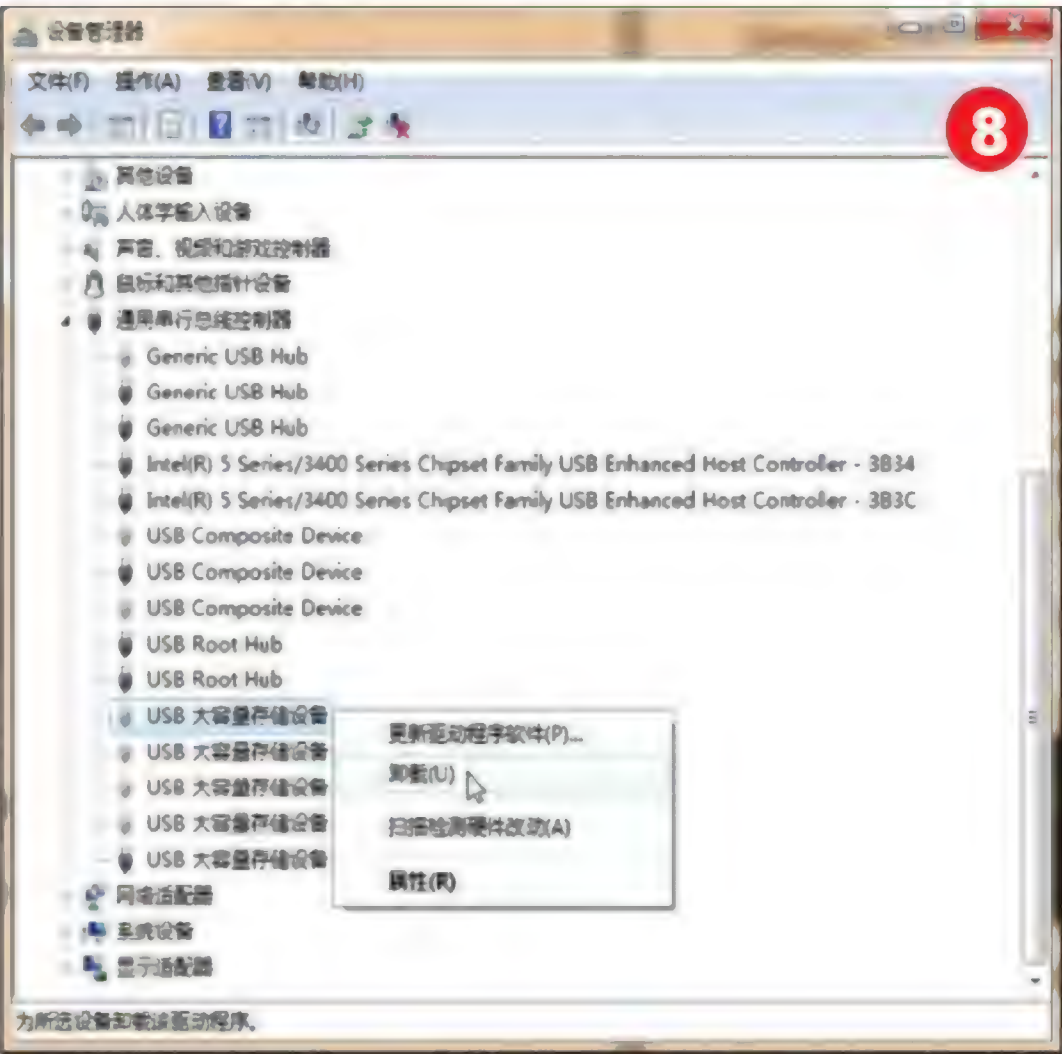 设备管理器
文件(F) 操作(A) 查看(V) 帮助(H)
8
其他设备
人体学输入设备
声音、视频和游戏控制器
鼠标和其他指针设备
通用串行总线控制器
Generic USB Hub
Generic USB Hub
Generic USB Hub
Intel(R) 5 Series/3400 Series Chipset Family USB Enhanced Host Controller - 3B34
Intel(R) 5 Series/3400 Series Chipset Family USB Enhanced Host Controller - 3B3C
USB Composite Device
USB Composite Device
USB Composite Device
USB Root Hub
USB Root Hub
USB 大容量存储设备
USB 大容量存储设备
USB 大容量存储设备
USB 大容量存储设备
USB 大容量存储设备
更新驱动程序软件(P)...
卸载(U)
扫描检测硬件改动(A)
属性(R)
网络适配器
系统设备
显示适配器
为所选设备卸载该驱动程序。